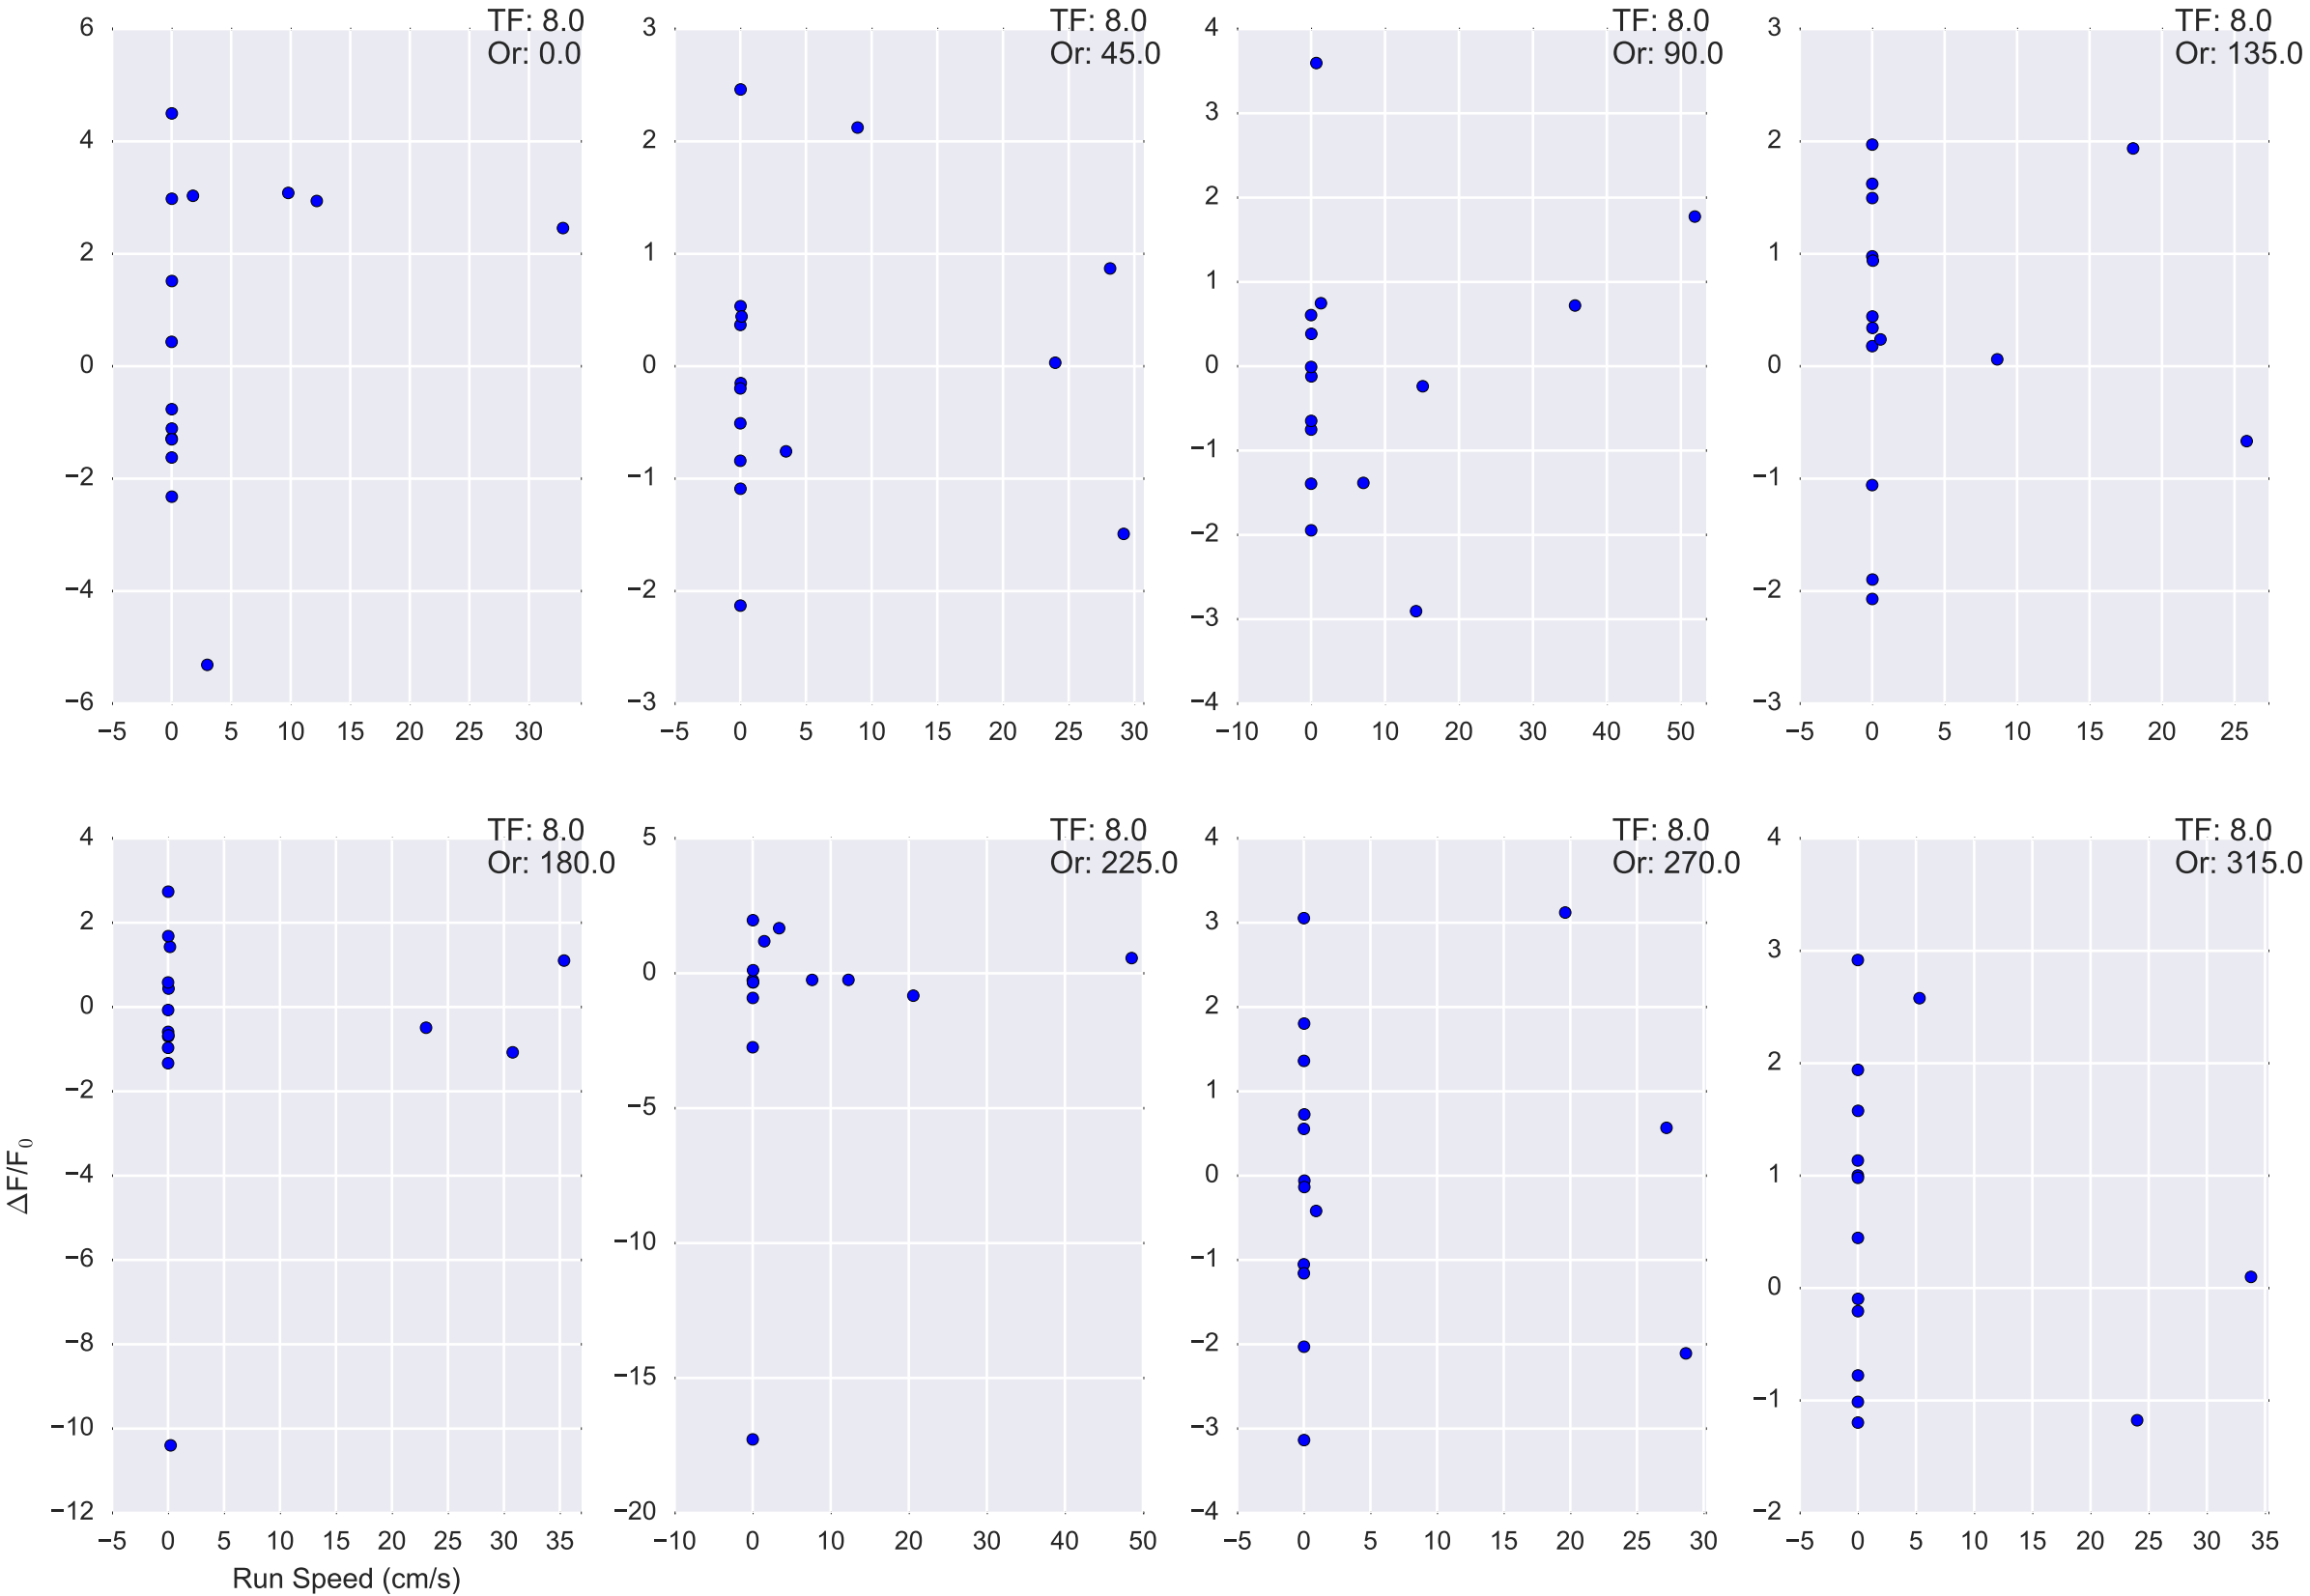 TF: 8.0
Or: 0.0
6
4
2
0
−2
−4
−6
−5 0 5 10 15 20 25 30
TF: 8.0
Or: 45.0
3
2
1
0
−1
−2
−3
−5 0 5 10 15 20 25 30
TF: 8.0
Or: 90.0
4
3
2
1
0
−1
−2
−3
−4
−10 0 10 20 30 40 50
TF: 8.0
Or: 135.0
3
2
1
0
−1
−2
−3
−5 0 5 10 15 20 25
TF: 8.0
Or: 180.0
4
2
0
−2
−4
−6
−8
−10
−12
−5 0 5 10 15 20 25 30 35
ΔF/F₀
Run Speed (cm/s)
TF: 8.0
Or: 225.0
5
0
−5
−10
−15
−20
−10 0 10 20 30 40 50
TF: 8.0
Or: 270.0
4
3
2
1
0
−1
−2
−3
−4
−5 0 5 10 15 20 25 30
TF: 8.0
Or: 315.0
4
3
2
1
0
−1
−2
−5 0 5 10 15 20 25 30 35